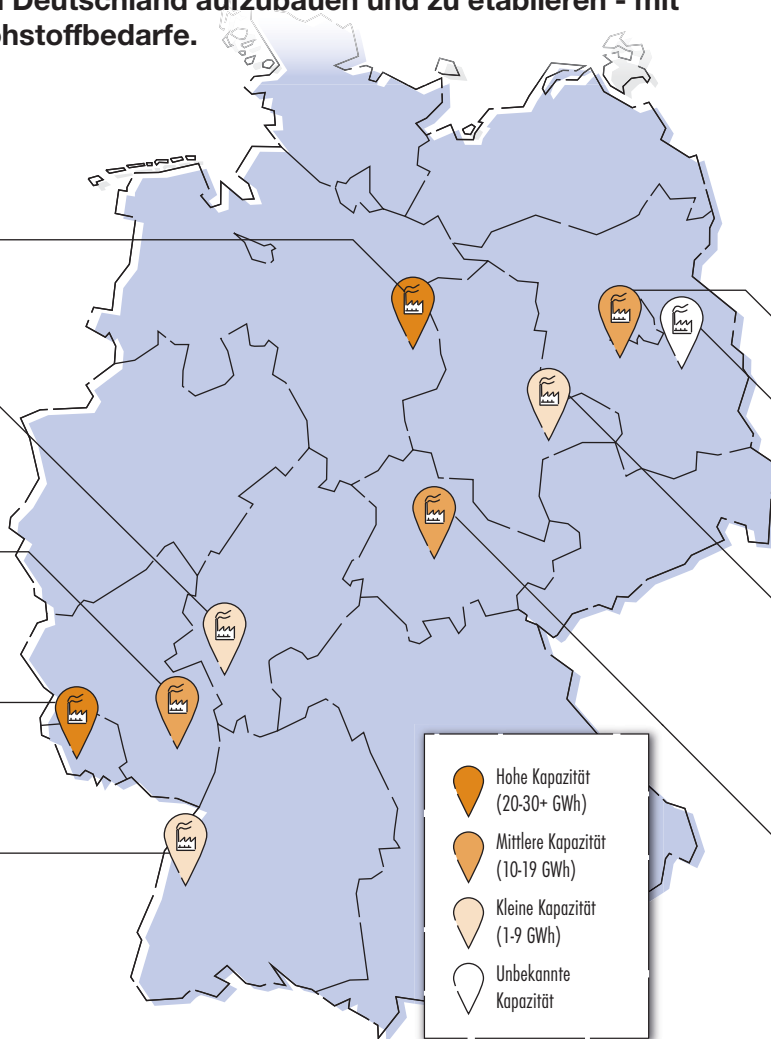 Deutschland aufzubauen und zu etablieren - mit
ohstoffbedarfe.
Hohe Kapazität
(20-30+ GWh)
Mittlere Kapazität
(10-19 GWh)
Kleine Kapazität
(1-9 GWh)
Unbekannte
Kapazität